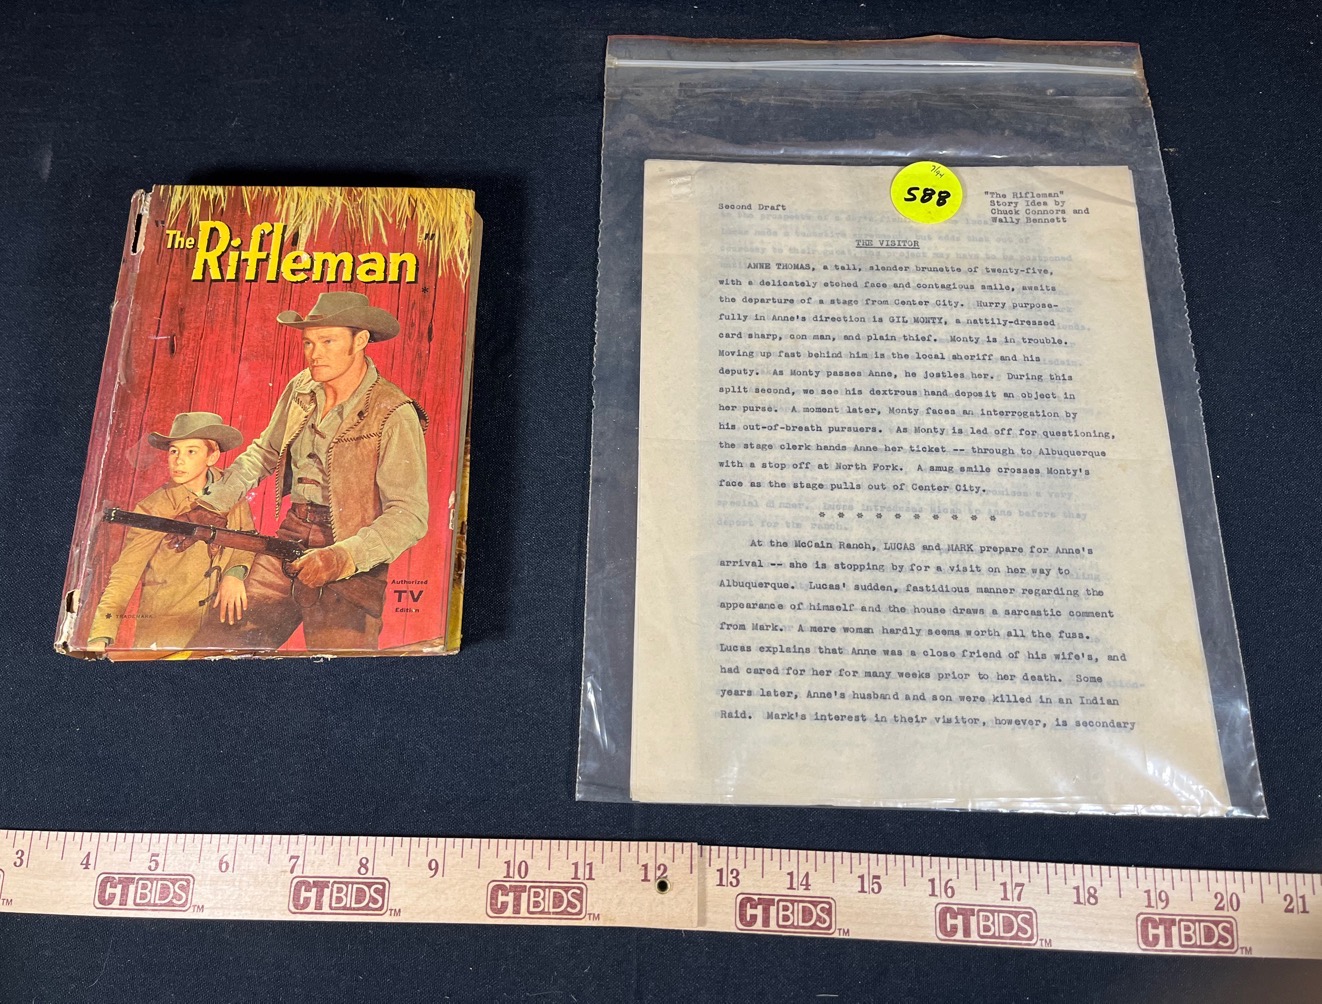 "The
Rifleman"*
Authorized
TV
Edition
* TRADEMARK
7/94
588
Second Draft
"The Rifleman"
Story Idea by
Chuck Connors and
Wally Bennett
THE VISITOR
ANNE THOMAS, a tall, slender brunette of twenty-five,
with a delicately etched face and contagious smile, awaits
the departure of a stage from Center City. Hurry purpose-
fully in Anne's direction is GIL MONTY, a nattily-dressed
card sharp, con man, and plain thief. Monty is in trouble.
Moving up fast behind him is the local sheriff and his
deputy. As Monty passes Anne, he jostles her. During this
split second, we see his dextrous hand deposit an object in
her purse. A moment later, Monty faces an interrogation by
his out-of-breath pursuers. As Monty is led off for questioning,
the stage clerk hands Anne her ticket -- through to Albuquerque
with a stop off at North Fork. A smug smile crosses Monty's
face as the stage pulls out of Center City.
* * * * * * * * * *
At the McCain Ranch, LUCAS and MARK prepare for Anne's
arrival -- she is stopping by for a visit on her way to
Albuquerque. Lucas' sudden, fastidious manner regarding the
appearance of himself and the house draws a sarcastic comment
from Mark. A mere woman hardly seems worth all the fuss.
Lucas explains that Anne was a close friend of his wife's, and
had cared for her for many weeks prior to her death. Some
years later, Anne's husband and son were killed in an Indian
Raid. Mark's interest in their visitor, however, is secondary
3 4 5 6 7 8 9 10 11 12 13 14 15 16 17 18 19 20 21
TM CTBIDS TM CTBIDS TM CTBIDS TM CTBIDS TM CTBIDS TM CTBIDS TM